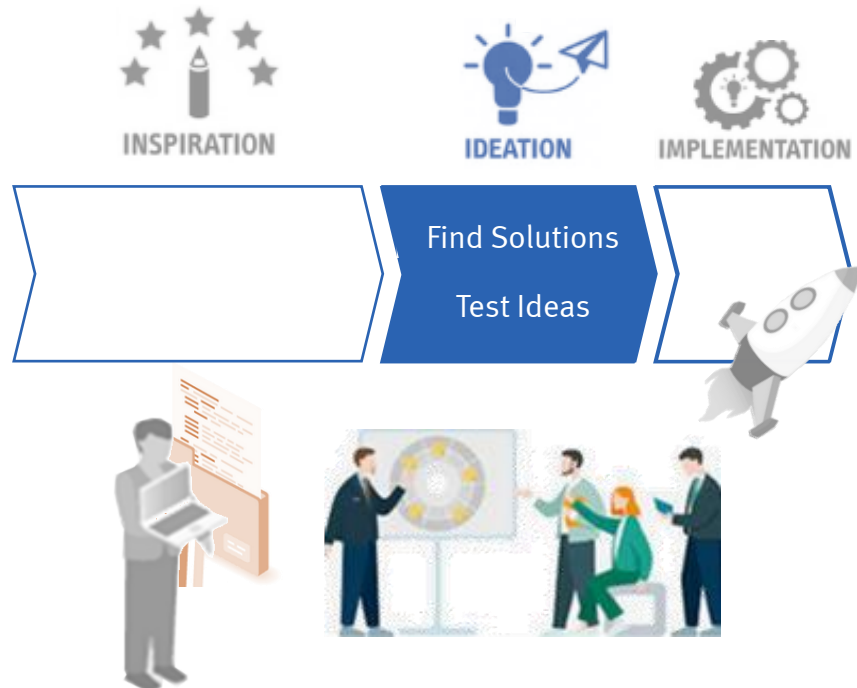 INSPIRATION
IDEATION
IMPLEMENTATION
Find Solutions
Test Ideas